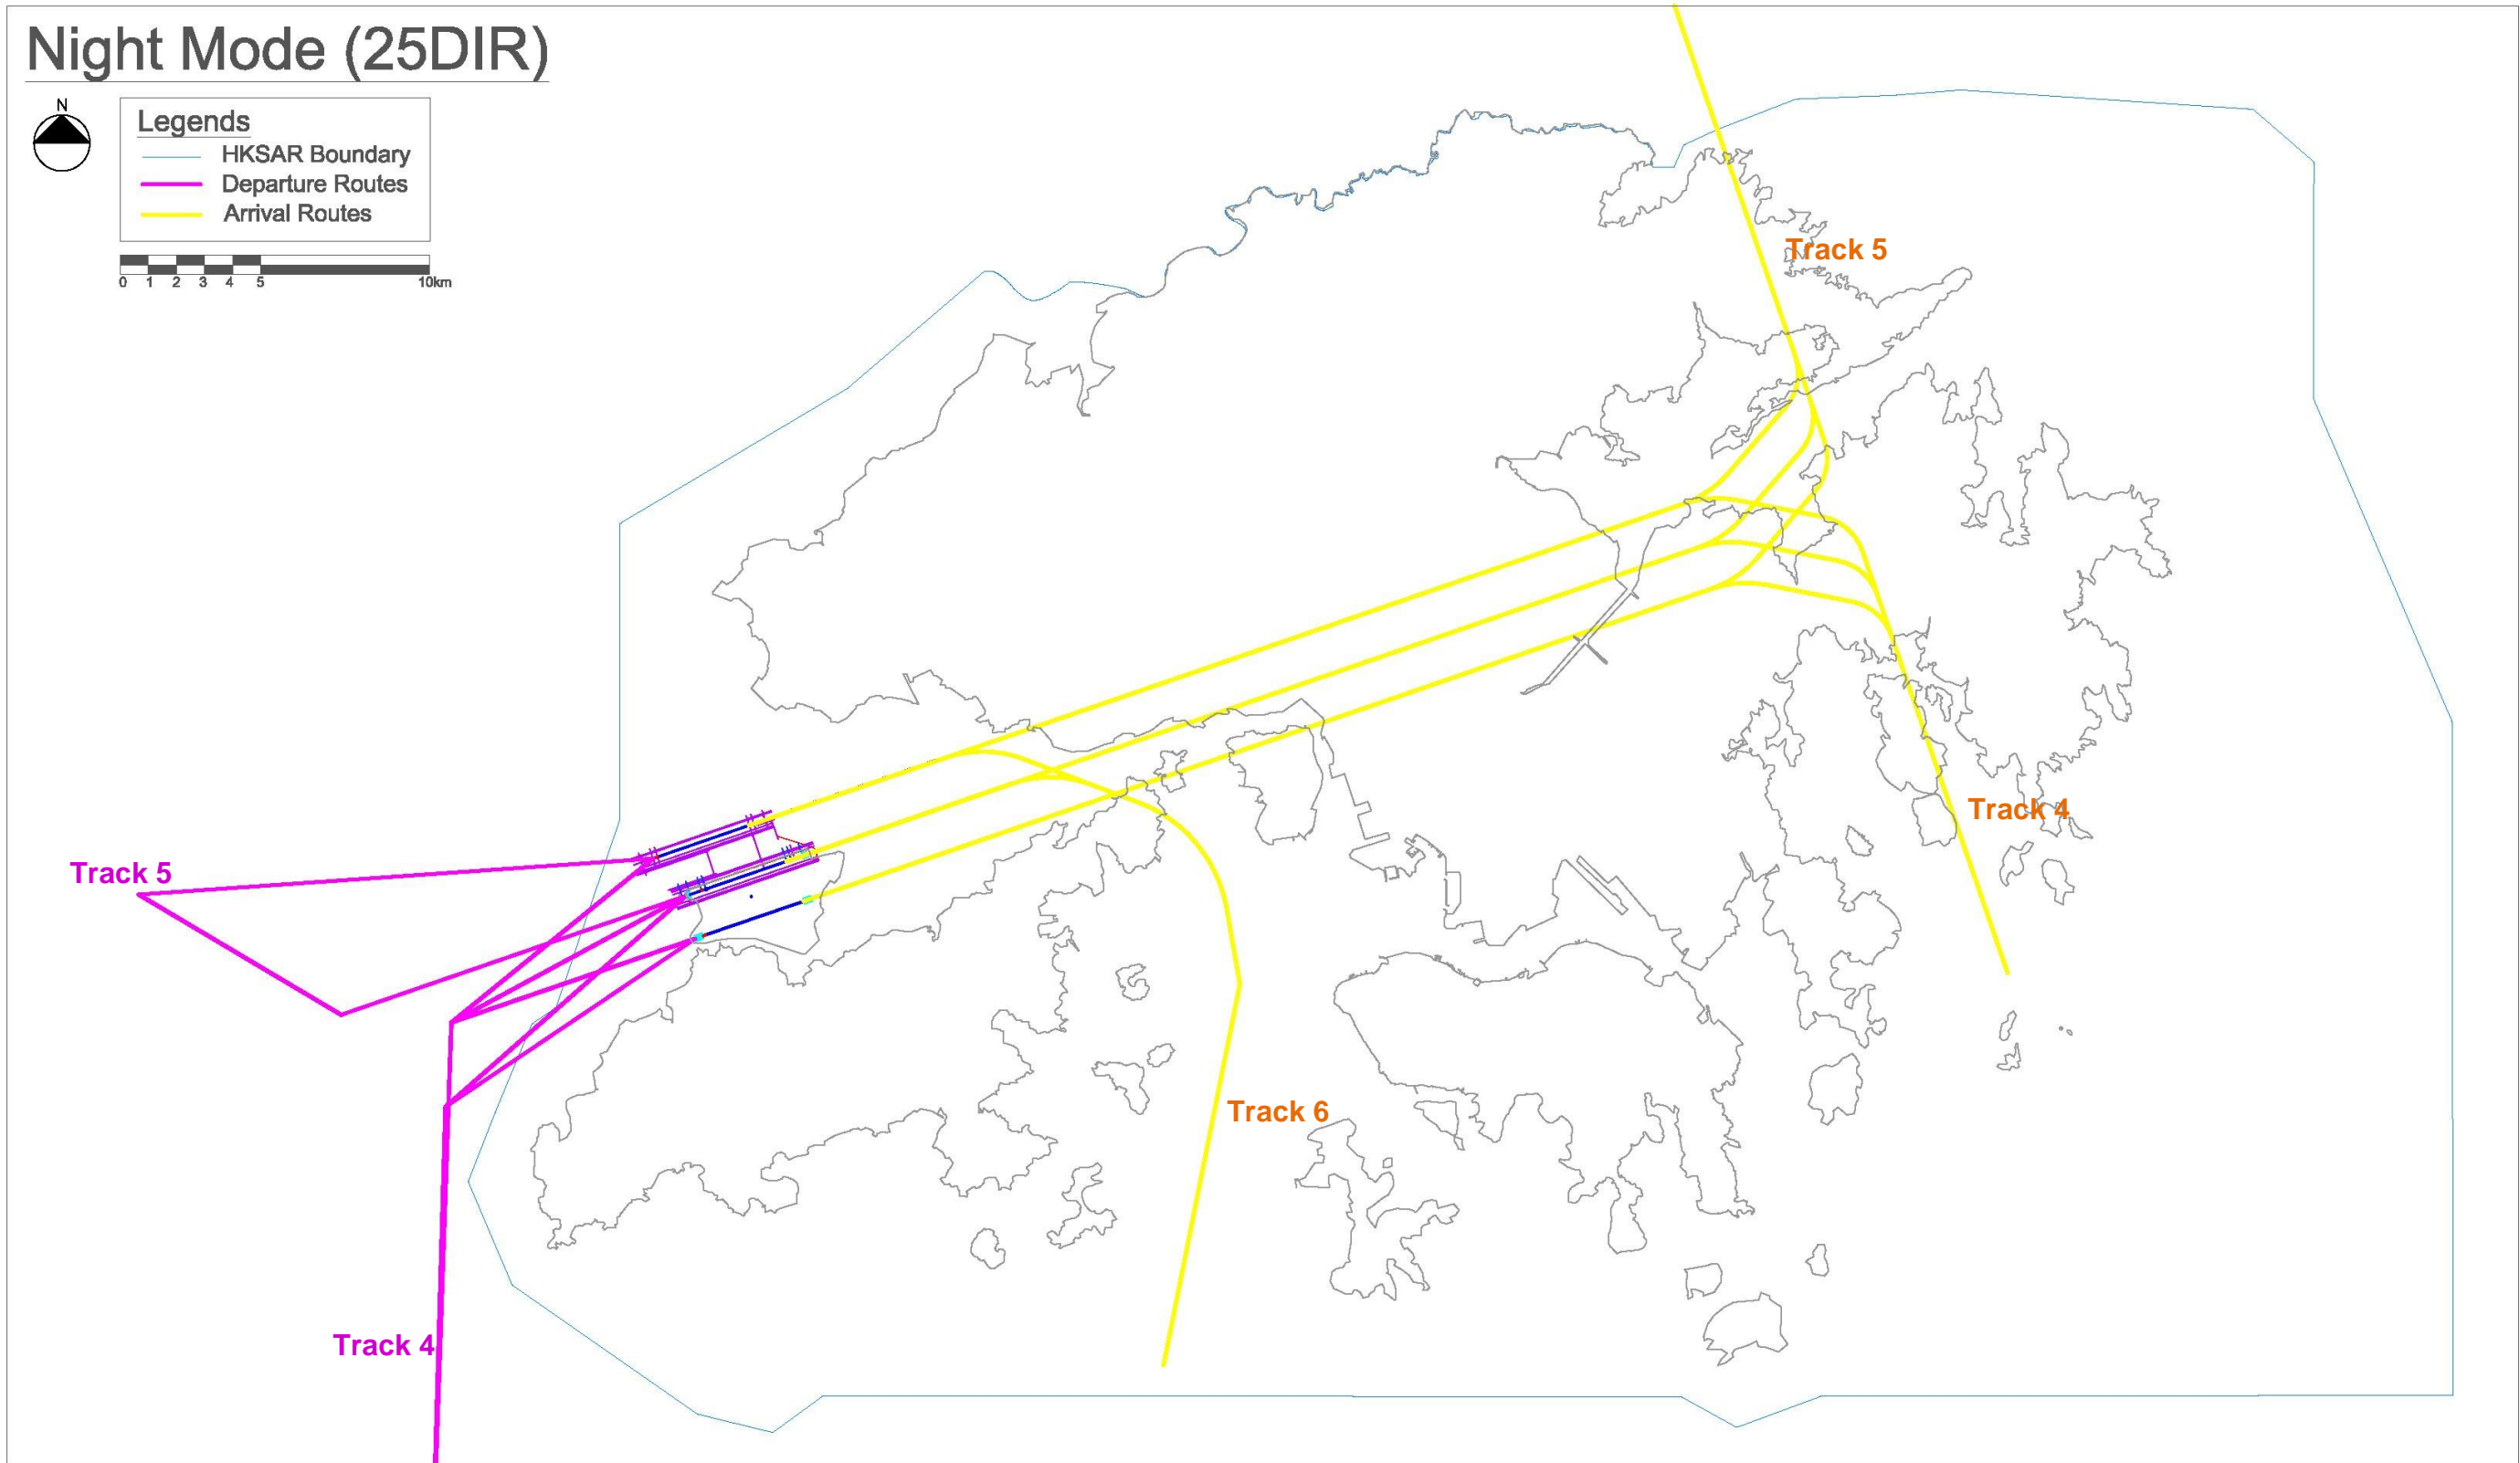 Night Mode (25DIR)
N
Legends
HKSAR Boundary
Departure Routes
Arrival Routes
0 1 2 3 4 5 10km
Track 5
Track 4
Track 5
Track 6
Track 4